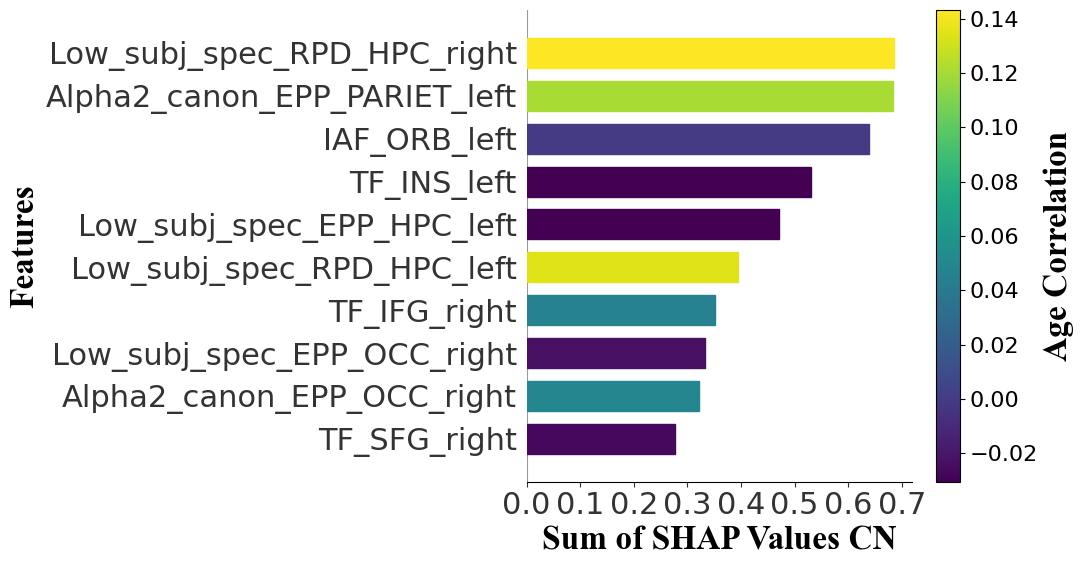 Low_subj_spec_RPD_HPC_right
Alpha2_canon_EPP_PARIET_left
IAF_ORB_left
TF_INS_left
Low_subj_spec_EPP_HPC_left
Low_subj_spec_RPD_HPC_left
TF_IFG_right
Low_subj_spec_EPP_OCC_right
Alpha2_canon_EPP_OCC_right
TF_SFG_right
Features
0.0 0.1 0.2 0.3 0.4 0.5 0.6 0.7
Sum of SHAP Values CN
0.14
0.12
0.10
0.08
0.06
0.04
0.02
0.00
−0.02
Age Correlation